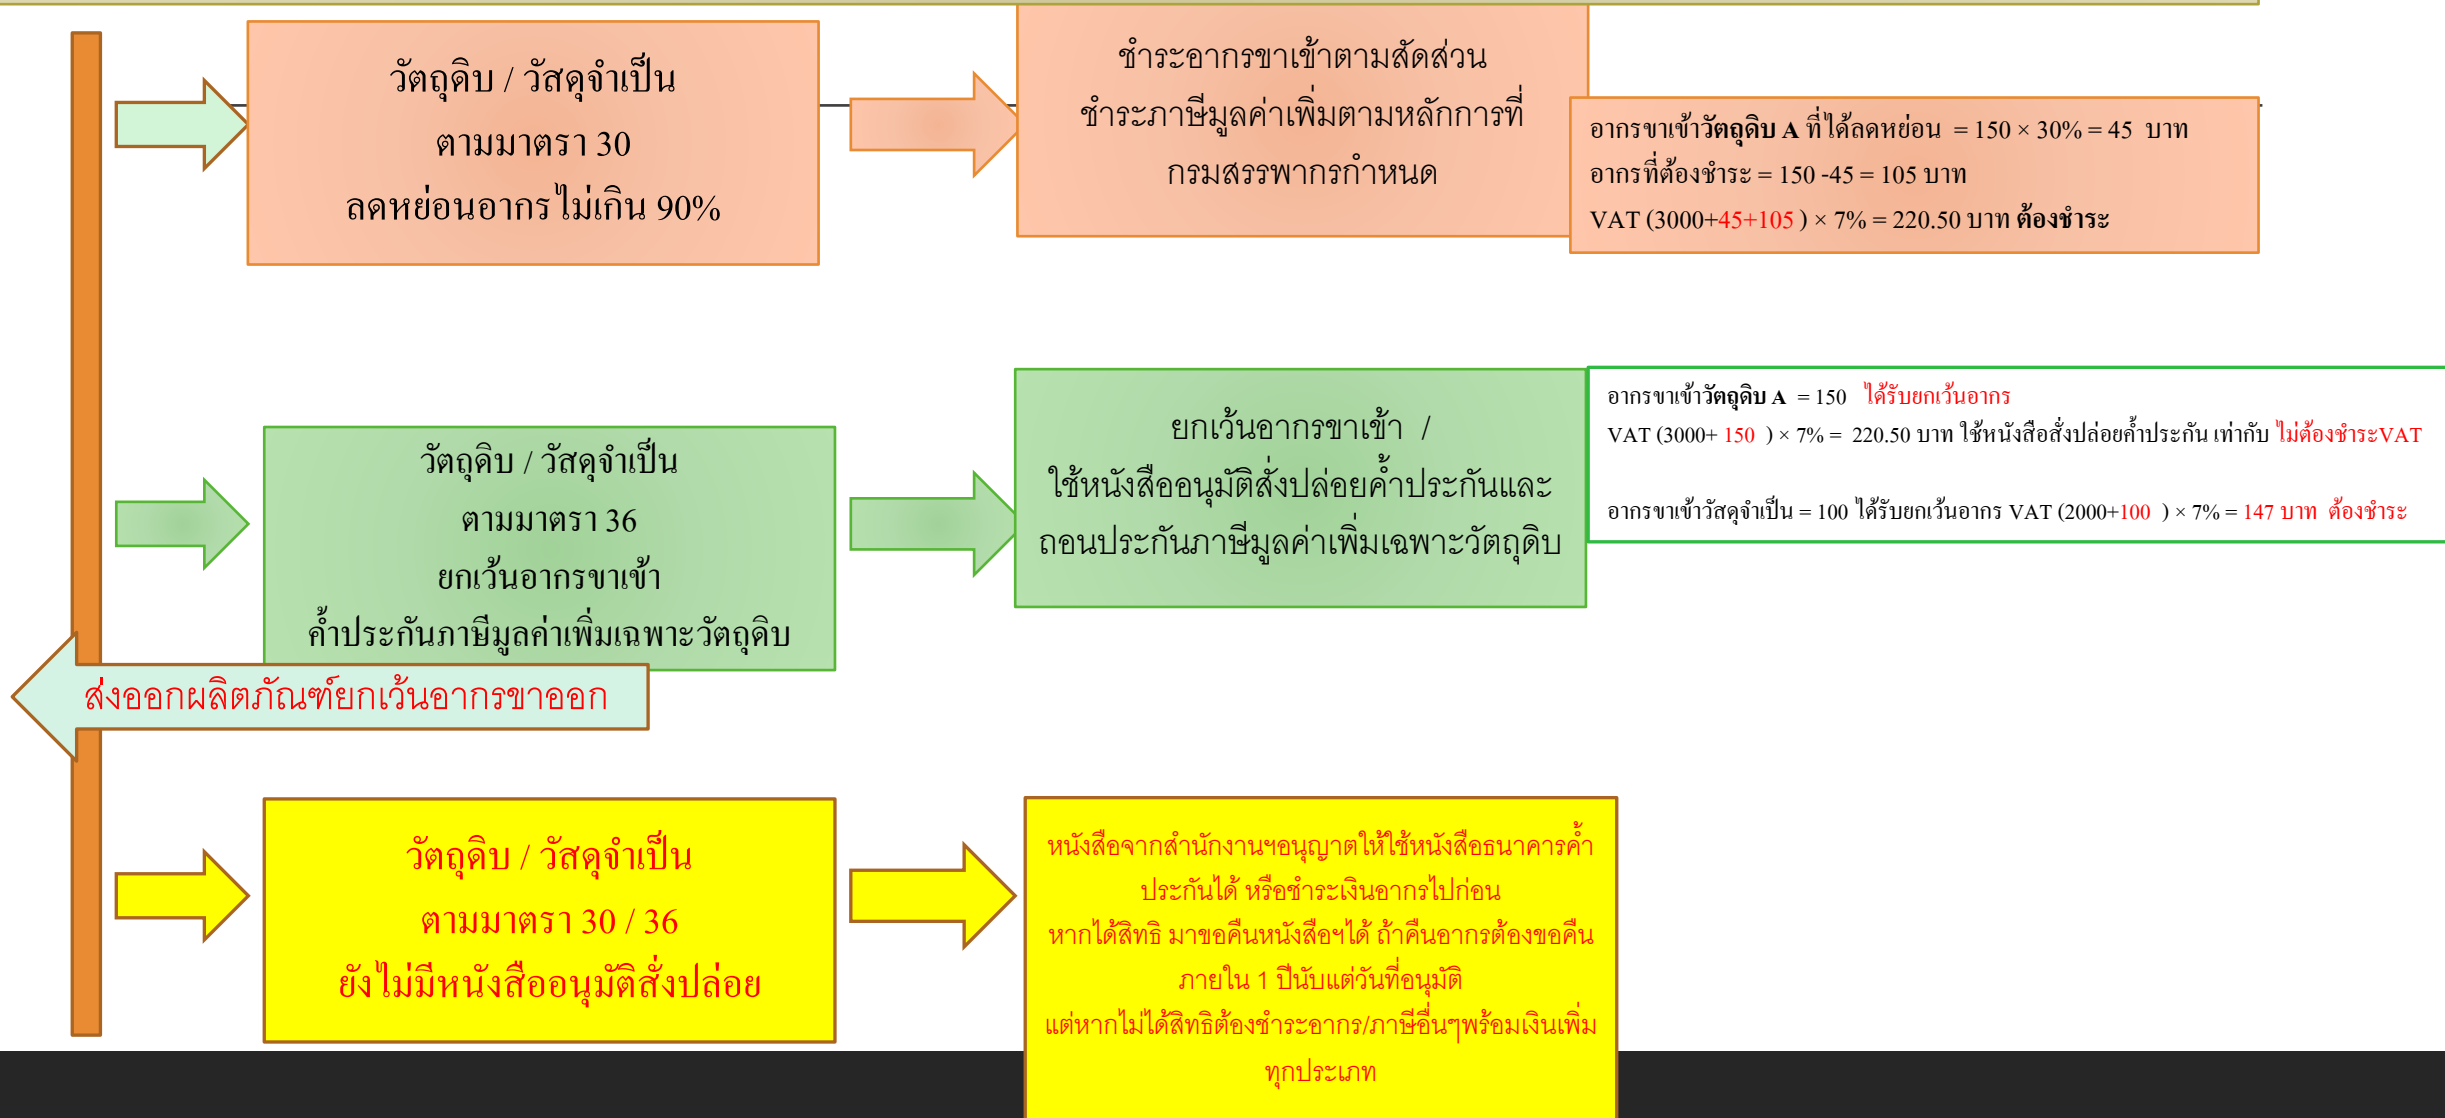 วัตถุดิบ / วัสดุจำเป็น
ตามมาตรา 30
ลดหย่อนอากร ไม่เกิน 90%
ชำระอากรขาเข้าตามสัดส่วน
ชำระภาษีมูลค่าเพิ่มตามหลักการที่
กรมสรรพากรกำหนด
อากรขาเข้าวัตถุดิบ A ที่ได้ลดหย่อน = 150 × 30% = 45 บาท
อากรที่ต้องชำระ = 150 -45 = 105 บาท
VAT (3000+45+105 ) × 7% = 220.50 บาท ต้องชำระ
วัตถุดิบ / วัสดุจำเป็น
ตามมาตรา 36
ยกเว้นอากรขาเข้า
ค้ำประกันภาษีมูลค่าเพิ่มเฉพาะวัตถุดิบ
ยกเว้นอากรขาเข้า /
ใช้หนังสืออนุมัติสั่งปล่อยค้ำประกันและ
ถอนประกันภาษีมูลค่าเพิ่มเฉพาะวัตถุดิบ
อากรขาเข้าวัตถุดิบ A = 150 ได้รับยกเว้นอากร
VAT (3000+ 150 ) × 7% = 220.50 บาท ใช้หนังสือสั่งปล่อยค้ำประกัน เท่ากับ ไม่ต้องชำระVAT
อากรขาเข้าวัสดุจำเป็น = 100 ได้รับยกเว้นอากร VAT (2000+100 ) × 7% = 147 บาท ต้องชำระ
ส่งออกผลิตภัณฑ์ยกเว้นอากรขาออก
วัตถุดิบ / วัสดุจำเป็น
ตามมาตรา 30 / 36
ยังไม่มีหนังสืออนุมัติสั่งปล่อย
หนังสือจากสำนักงานฯอนุญาตให้ใช้หนังสือธนาคารค้ำ
ประกันได้ หรือชำระเงินอากรไปก่อน
หากได้สิทธิ มาขอคืนหนังสือฯได้ ถ้าคืนอากรต้องขอคืน
ภายใน 1 ปีนับแต่วันที่อนุมัติ
แต่หากไม่ได้สิทธิต้องชำระอากร/ภาษีอื่นๆพร้อมเงินเพิ่ม
ทุกประเภท